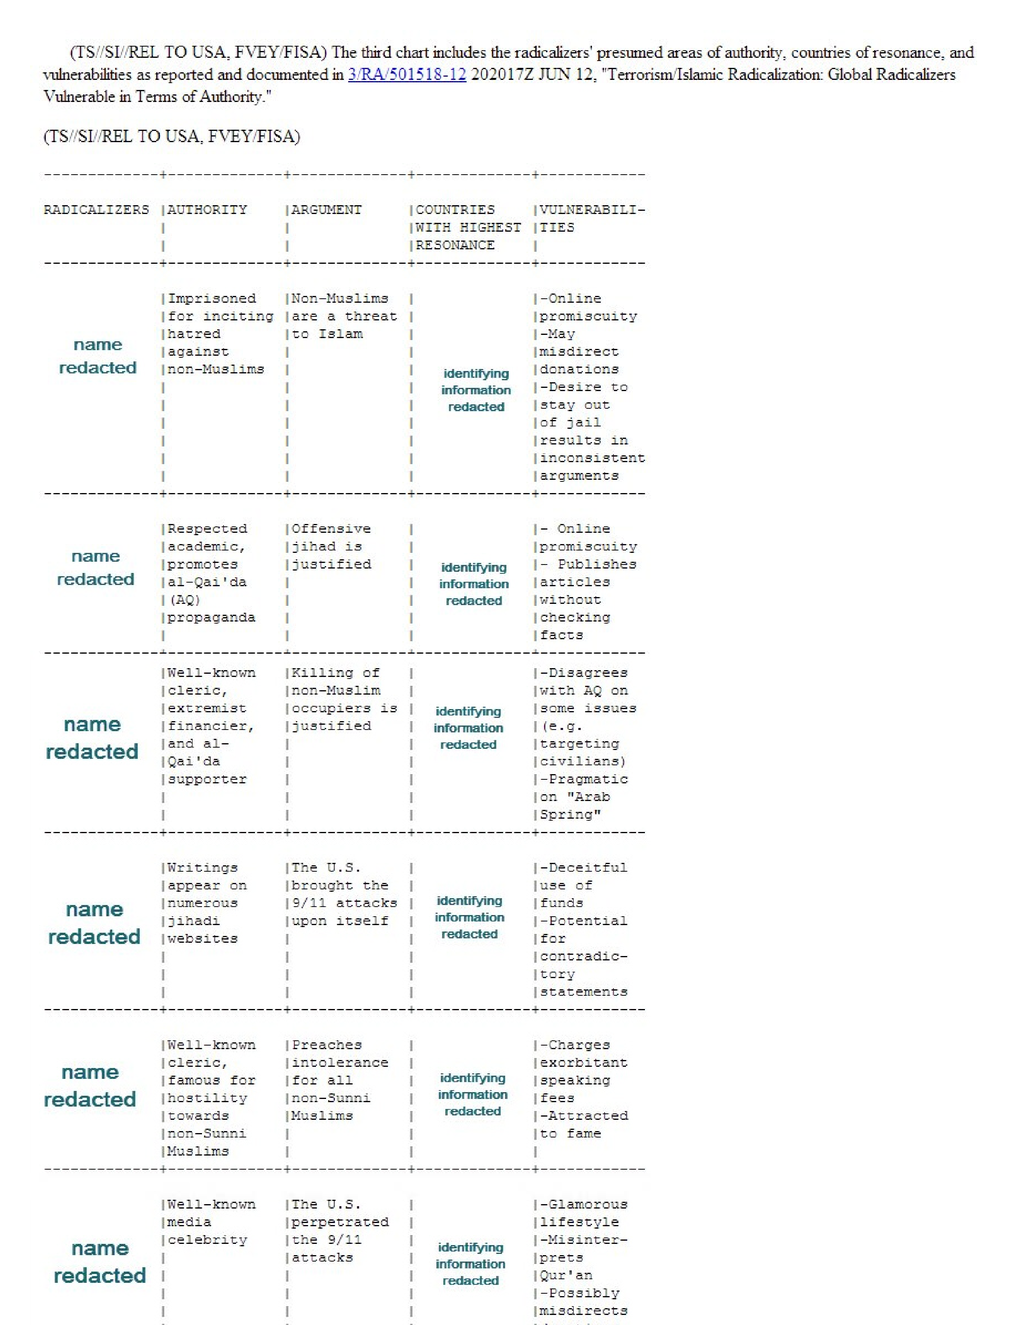 (TS//SI//REL TO USA, FVEY/FISA) The third chart includes the radicalizers' presumed areas of authority, countries of resonance, and
vulnerabilities as reported and documented in 3/RA/501518-12 202017Z JUN 12, "Terrorism/Islamic Radicalization: Global Radicalizers
Vulnerable in Terms of Authority."
(TS//SI//REL TO USA, FVEY/FISA)
-------------+-------------+-------------+-------------+------------
RADICALIZERS |AUTHORITY |ARGUMENT |COUNTRIES |VULNERABILI-
| | |WITH HIGHEST |TIES
| | |RESONANCE |
-------------+-------------+-------------+-------------+------------
|Imprisoned |Non-Muslims | |-Online
|for inciting |are a threat | |promiscuity
|hatred |to Islam | |-May
name |against | | |misdirect
redacted |non-Muslims | | identifying |donations
| | | information |-Desire to
| | | redacted |stay out
| | | |of jail
| | | |results in
| | | |inconsistent
| | | |arguments
-------------+-------------+-------------+-------------+------------
|Respected |Offensive | |- Online
name |academic, |jihad is | |promiscuity
redacted |promotes |justified | identifying |- Publishes
|al-Qai'da | | information |articles
|(AQ) | | redacted |without
|propaganda | | |checking
| | | |facts
-------------+-------------+-------------+-------------+------------
|Well-known |Killing of | |-Disagrees
|cleric, |non-Muslim | |with AQ on
name |extremist |occupiers is | identifying |some issues
redacted |financier, |justified | information |(e.g.
|and al- | | redacted |targeting
|Qai'da | | |civilians)
|supporter | | |-Pragmatic
| | | |on "Arab
| | | |Spring"
-------------+-------------+-------------+-------------+------------
|Writings |The U.S. | |-Deceitful
|appear on |brought the | |use of
name |numerous |9/11 attacks | identifying |funds
redacted |jihadi |upon itself | information |-Potential
|websites | | redacted |for
| | | |contradic-
| | | |tory
| | | |statements
-------------+-------------+-------------+-------------+------------
|Well-known |Preaches | |-Charges
|cleric, |intolerance | |exorbitant
name |famous for |for all | identifying |speaking
redacted |hostility |non-Sunni | information |fees
|towards |Muslims | redacted |-Attracted
|non-Sunni | | |to fame
|Muslims | | |
-------------+-------------+-------------+-------------+------------
|Well-known |The U.S. | |-Glamorous
|media |perpetrated | |lifestyle
name |celebrity |the 9/11 | identifying |-Misinter-
redacted | |attacks | information |prets
| | | redacted |Qur'an
| | | |-Possibly
| | | |misdirects